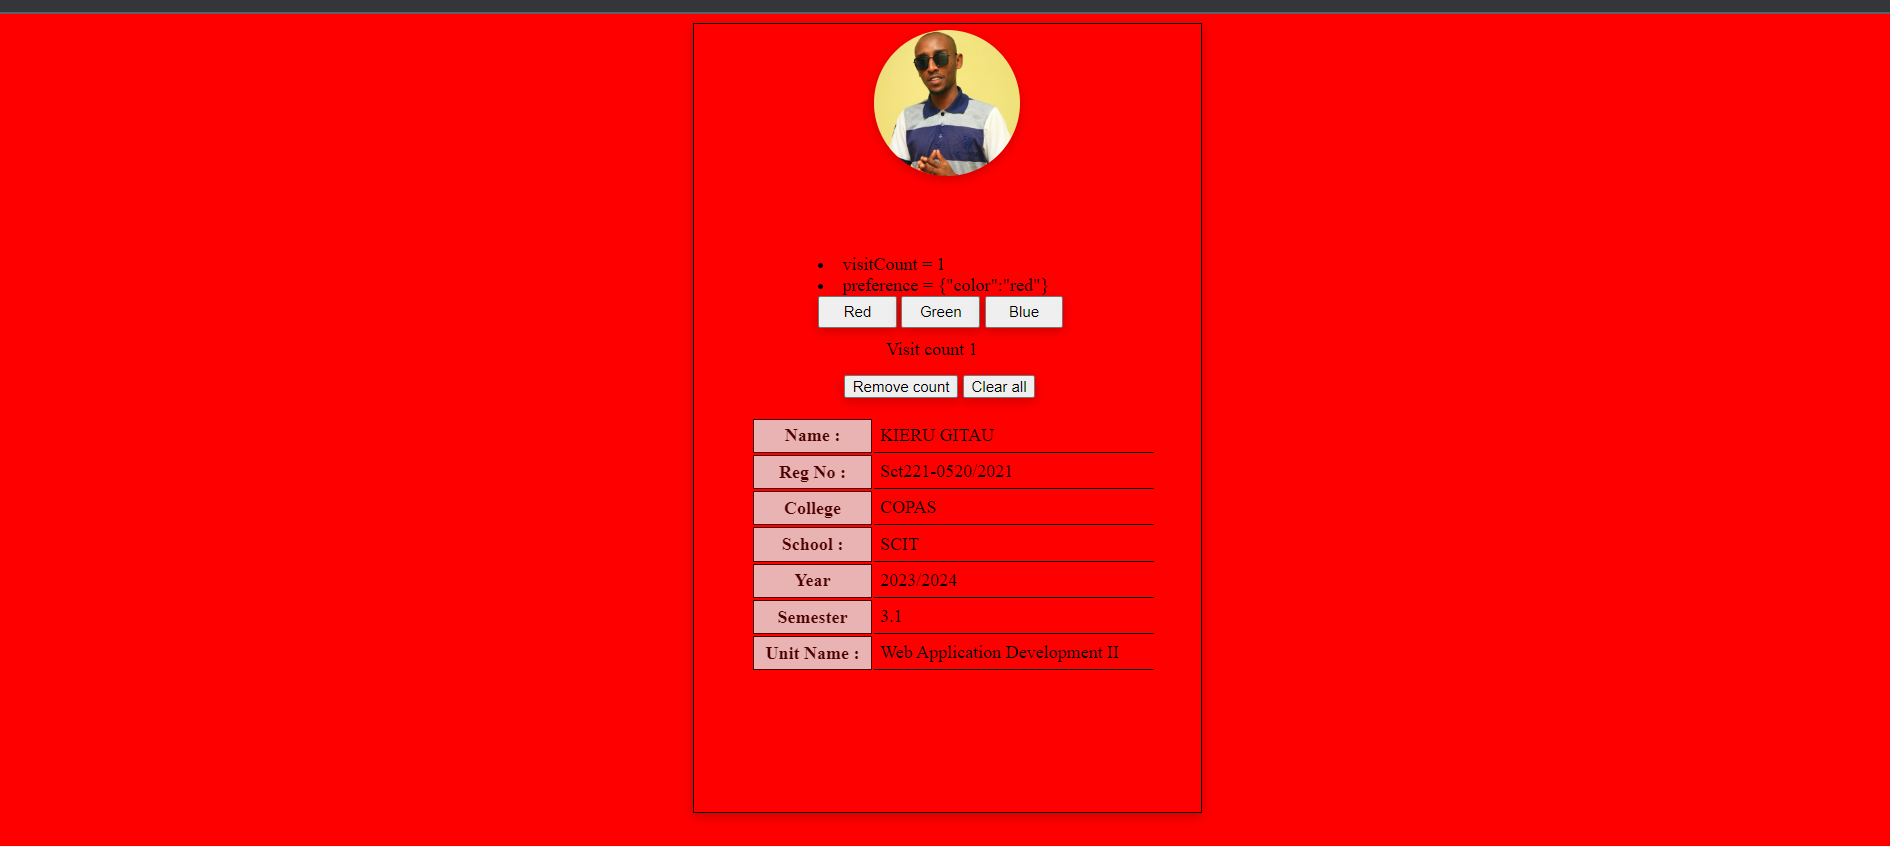 visitCount = 1
preference = {"color":"red"}
Red Green Blue
Visit count 1
Remove count Clear all
Name : KIERU GITAU
Reg No : Sct221-0520/2021
College COPAS
School : SCIT
Year 2023/2024
Semester 3.1
Unit Name : Web Application Development II